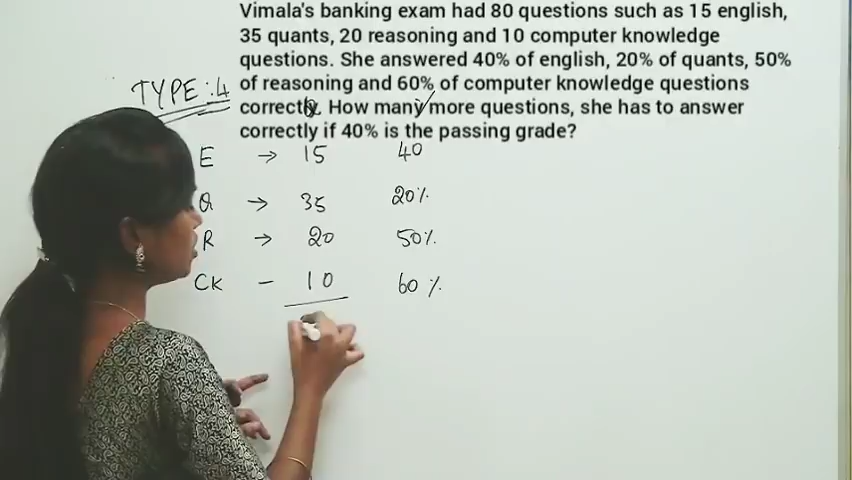 Vimala's banking exam had 80 questions such as 15 english,
35 quants, 20 reasoning and 10 computer knowledge
questions. She answered 40% of english, 20% of quants, 50%
of reasoning and 60% of computer knowledge questions
correctly. How many more questions, she has to answer
correctly if 40% is the passing grade?
TYPE :4
E → 15 40
Q → 35 20%
R → 20 50%
CK - 10 60%